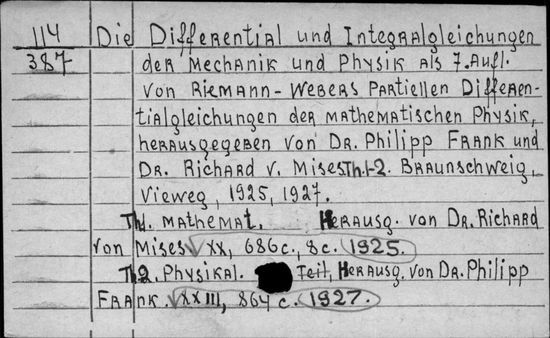 114 Die Differential und Integralgleichungen
387 der Mechanik und Physik als 7. Aufl.
von Riemann-Webers Partiellen Differen-
tialgleichungen der mathematischen Physik,
herausgegeben von Dr. Philipp Frank und
Dr. Richard v. Mises Th.1-2. Braunschweig,
Vieweg, 1925, 1927.
Th1. Mathemat. Herausg. von Dr. Richard
von Mises XX, 686c., 8c. 1925.
Th2. Physikal. Teil, Herausg. von Dr. Philipp
Frank. XXIII, 864c. 1927.